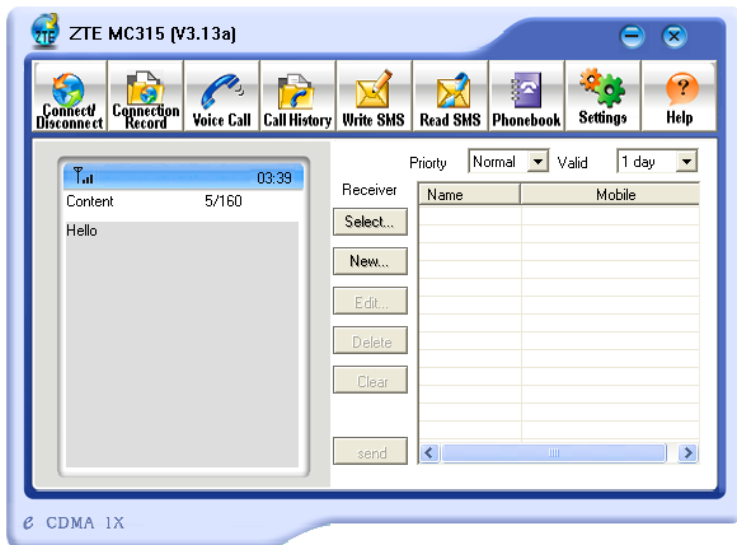 ZTE
ZTE MC315 (V3.13a)
Connect/ Disconnect
Connection Record
Voice Call
Call History
Write SMS
Read SMS
Phonebook
Settings
?
Help
03:39
Content 5/160
Hello
Receiver
Select...
New...
Edit...
Delete
Clear
send
Priorty Normal Valid 1 day
Name Mobile
e CDMA 1X